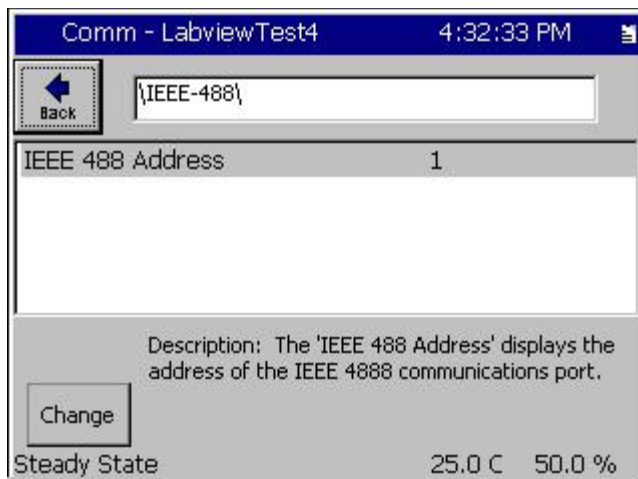 Comm - LabviewTest4 4:32:33 PM
Back
\IEEE-488\
IEEE 488 Address 1
Description: The 'IEEE 488 Address' displays the
address of the IEEE 4888 communications port.
Change
Steady State 25.0 C 50.0 %